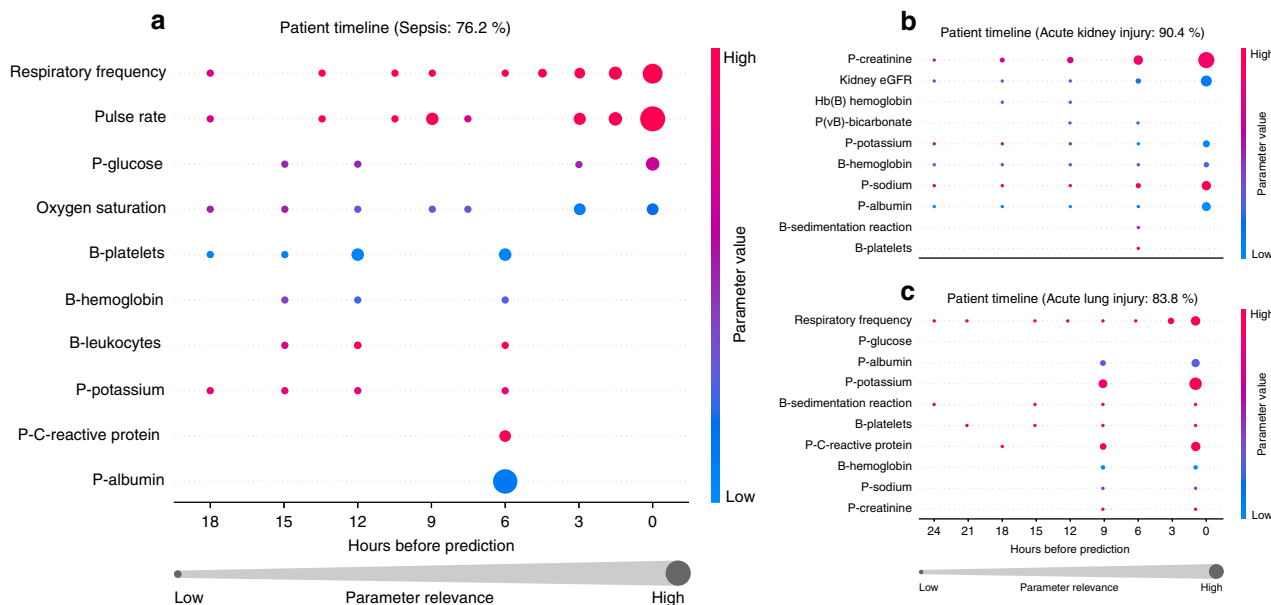 a
Patient timeline (Sepsis: 76.2 %)
Respiratory frequency
Pulse rate
P-glucose
Oxygen saturation
B-platelets
B-hemoglobin
B-leukocytes
P-potassium
P-C-reactive protein
P-albumin
18 15 12 9 6 3 0
Hours before prediction
Low Parameter relevance High
High
Parameter value
Low
b
Patient timeline (Acute kidney injury: 90.4 %)
P-creatinine
Kidney eGFR
Hb(B) hemoglobin
P(vB)-bicarbonate
P-potassium
B-hemoglobin
P-sodium
P-albumin
B-sedimentation reaction
B-platelets
High
Parameter value
Low
c
Patient timeline (Acute lung injury: 83.8 %)
Respiratory frequency
P-glucose
P-albumin
P-potassium
B-sedimentation reaction
B-platelets
P-C-reactive protein
B-hemoglobin
P-sodium
P-creatinine
24 21 18 15 12 9 6 3 0
Hours before prediction
Low Parameter relevance High
High
Parameter value
Low